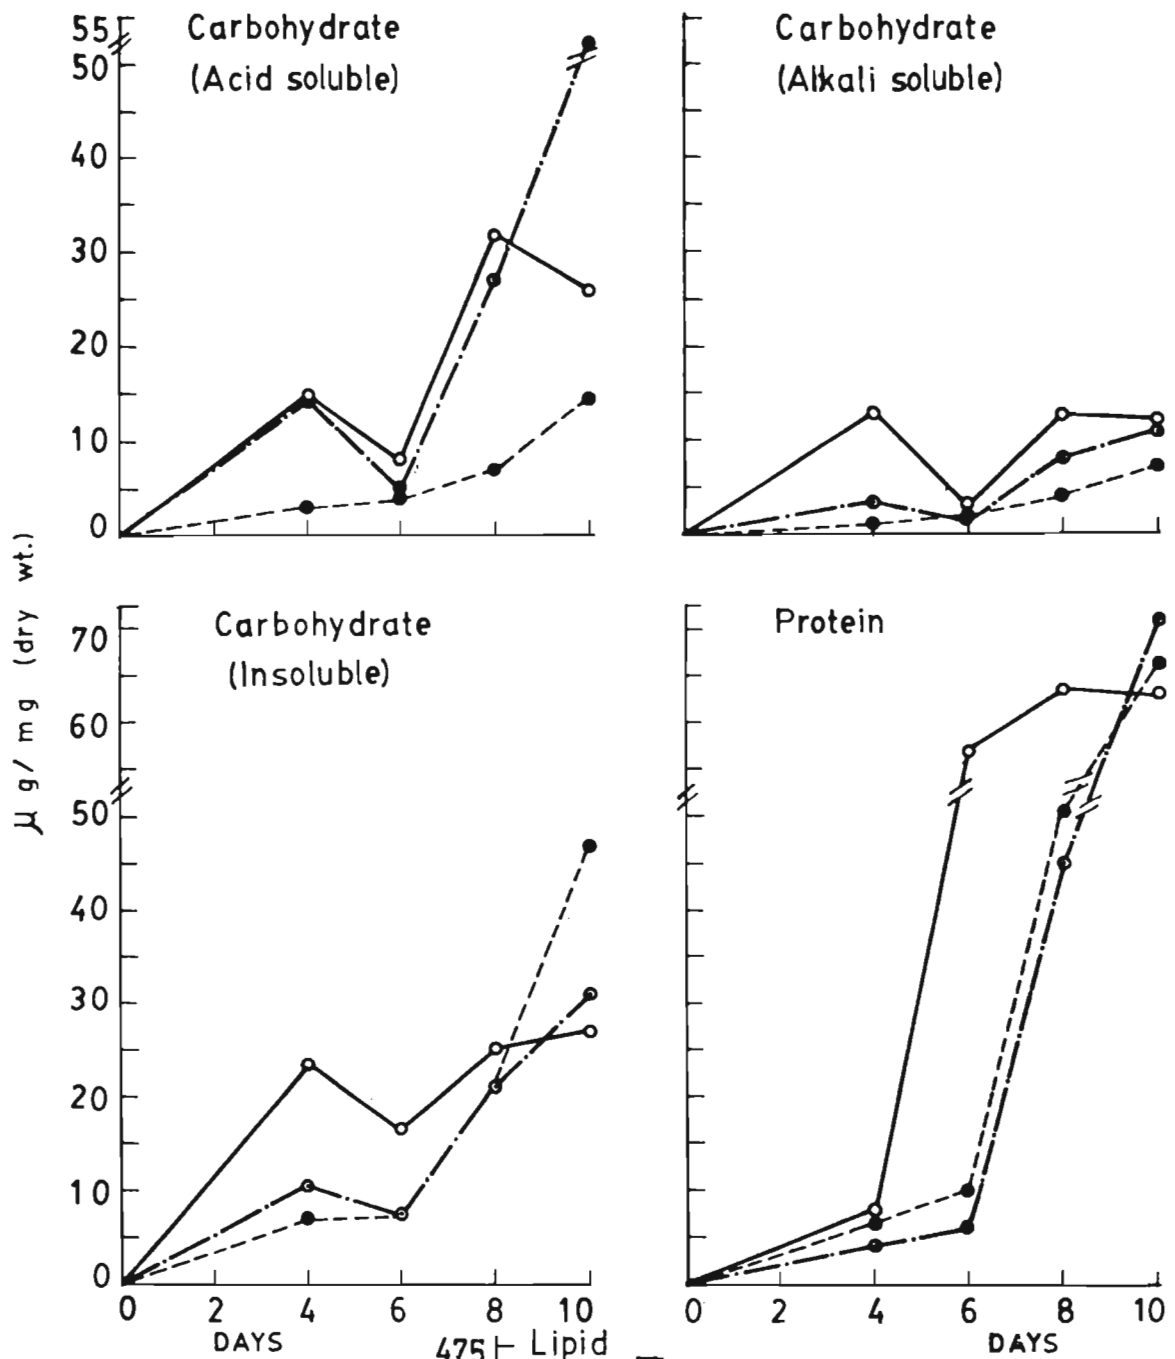 Carbohydrate
(Acid soluble)
55
50
40
30
20
10
0
Carbohydrate
(Alkali soluble)
μg/mg (dry wt.)
Carbohydrate
(Insoluble)
70
60
50
40
30
20
10
0
Protein
0 2 4 6 8 10
DAYS
0 2 4 6 8 10
DAYS
475 Lipid